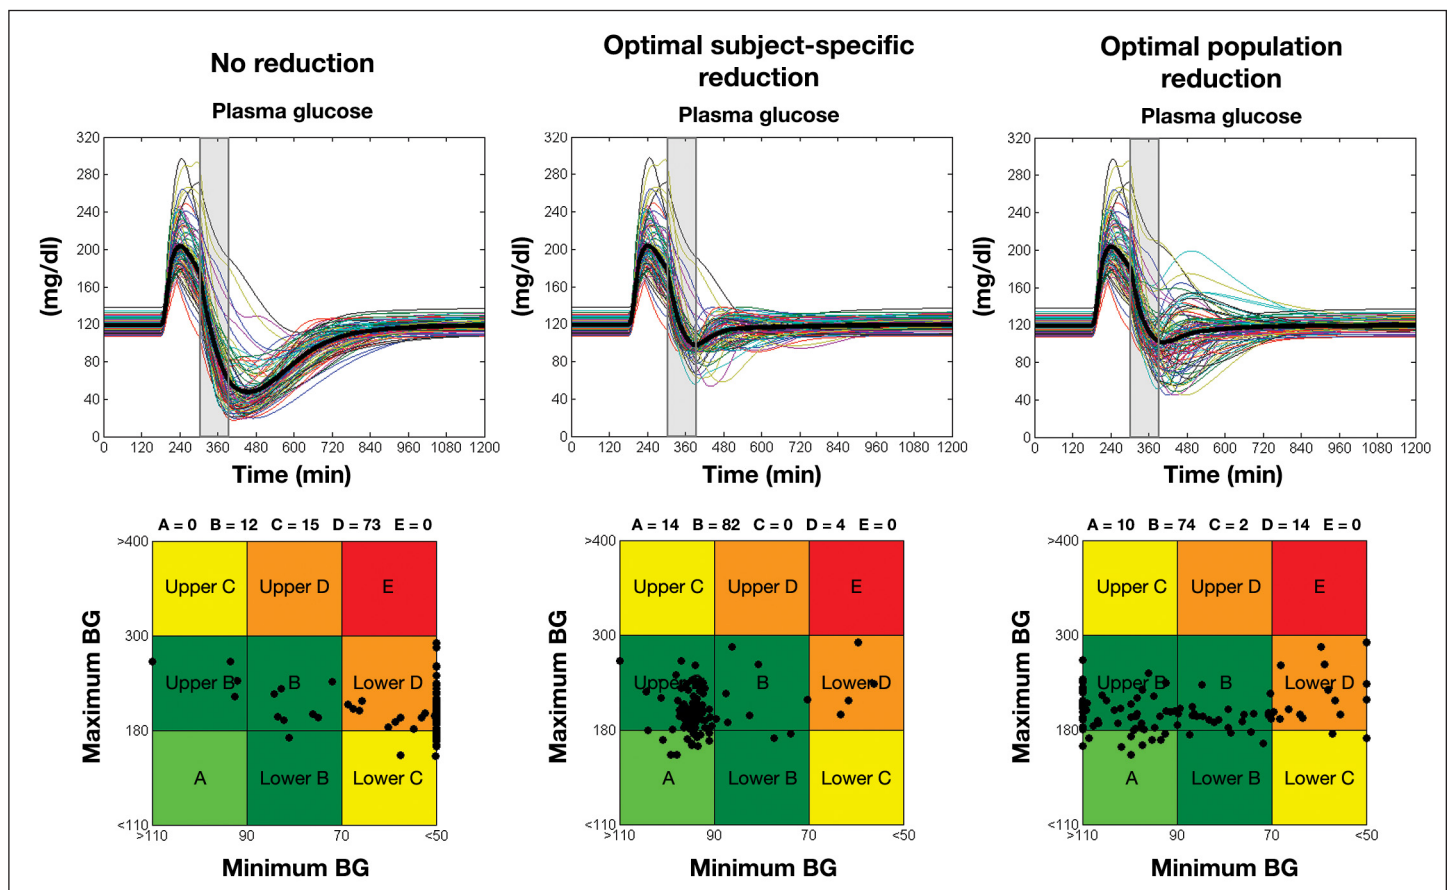 No reduction
Plasma glucose
320
280
240
200
160
120
80
40
0
(mg/dl)
0 120 240 360 480 600 720 840 960 1080 1200
Time (min)
Optimal subject-specific
reduction
Plasma glucose
320
280
240
200
160
120
80
40
0
(mg/dl)
0 120 240 360 480 600 720 840 960 1080 1200
Time (min)
Optimal population
reduction
Plasma glucose
320
280
240
200
160
120
80
40
0
(mg/dl)
0 120 240 360 480 600 720 840 960 1080 1200
Time (min)
A = 0 B = 12 C = 15 D = 73 E = 0
>400
300
180
<110
Maximum BG
Upper C Upper D E
Upper B B Lower D
A Lower B Lower C
>110 90 70 <50
Minimum BG
A = 14 B = 82 C = 0 D = 4 E = 0
>400
300
180
<110
Maximum BG
Upper C Upper D E
Upper B Lower D
A Lower B Lower C
>110 90 70 <50
Minimum BG
A = 10 B = 74 C = 2 D = 14 E = 0
>400
300
180
<110
Maximum BG
Upper C Upper D E
Upper B B Lower D
A Lower B Lower C
>110 90 70 <50
Minimum BG